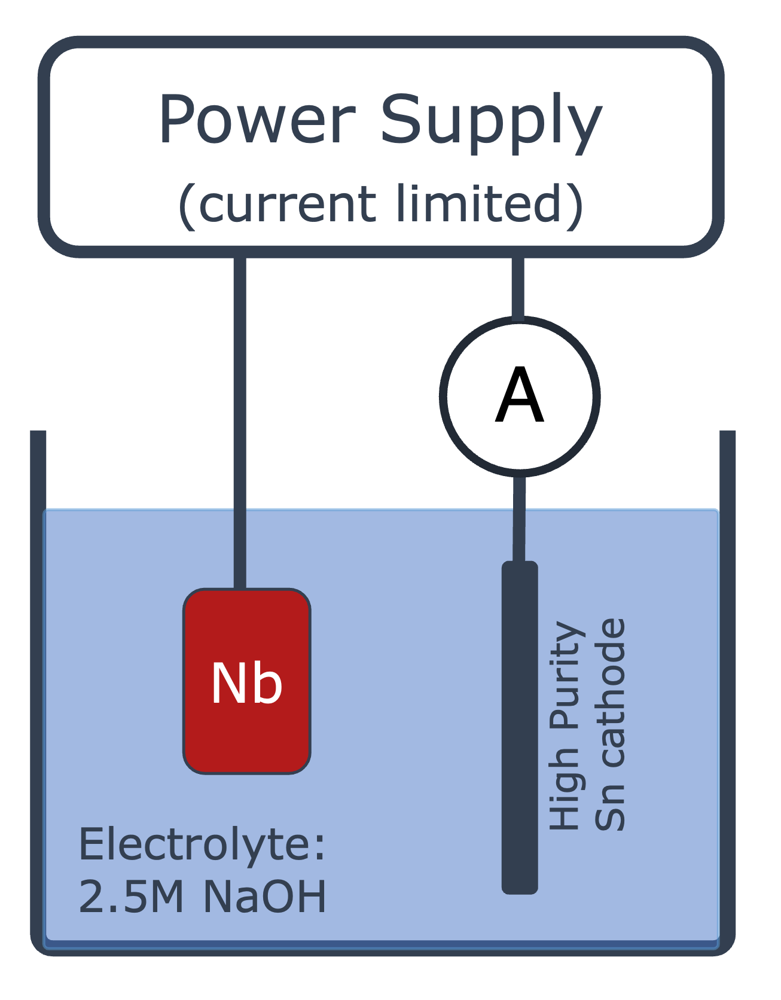 Power Supply
(current limited)
A
Nb
High Purity
Sn cathode
Electrolyte:
2.5M NaOH